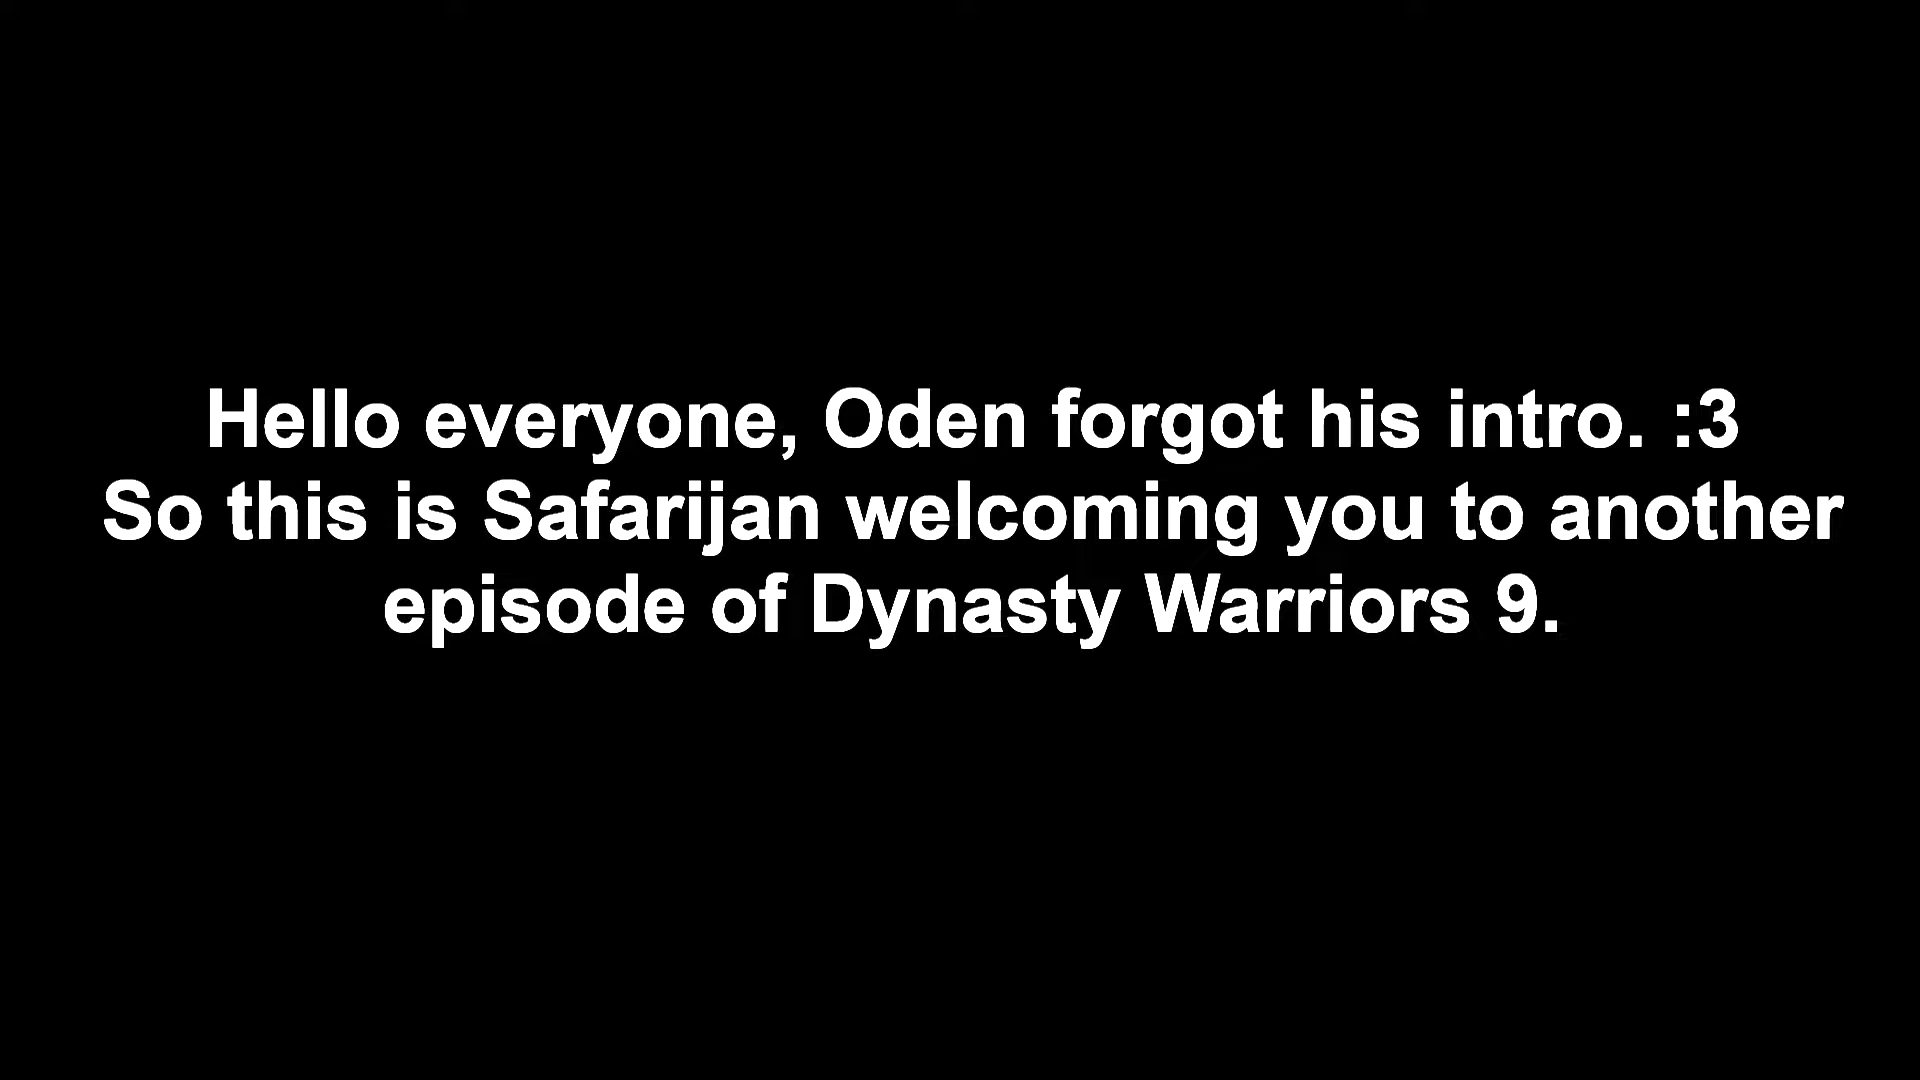 Hello everyone, Oden forgot his intro. :3
So this is Safarijan welcoming you to another
episode of Dynasty Warriors 9.